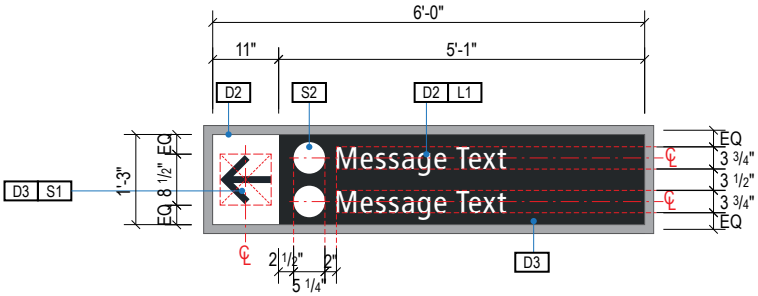 6'-0"
11" 5'-1"
D2 S2 D2 L1
EQ EQ
Message Text ℄ 3 3/4"
1'-3" 8 1/2" 3 1/2"
D3 S1
Message Text ℄ 3 3/4"
EQ EQ
℄ 2 1/2" 2" D3
5 1/4"